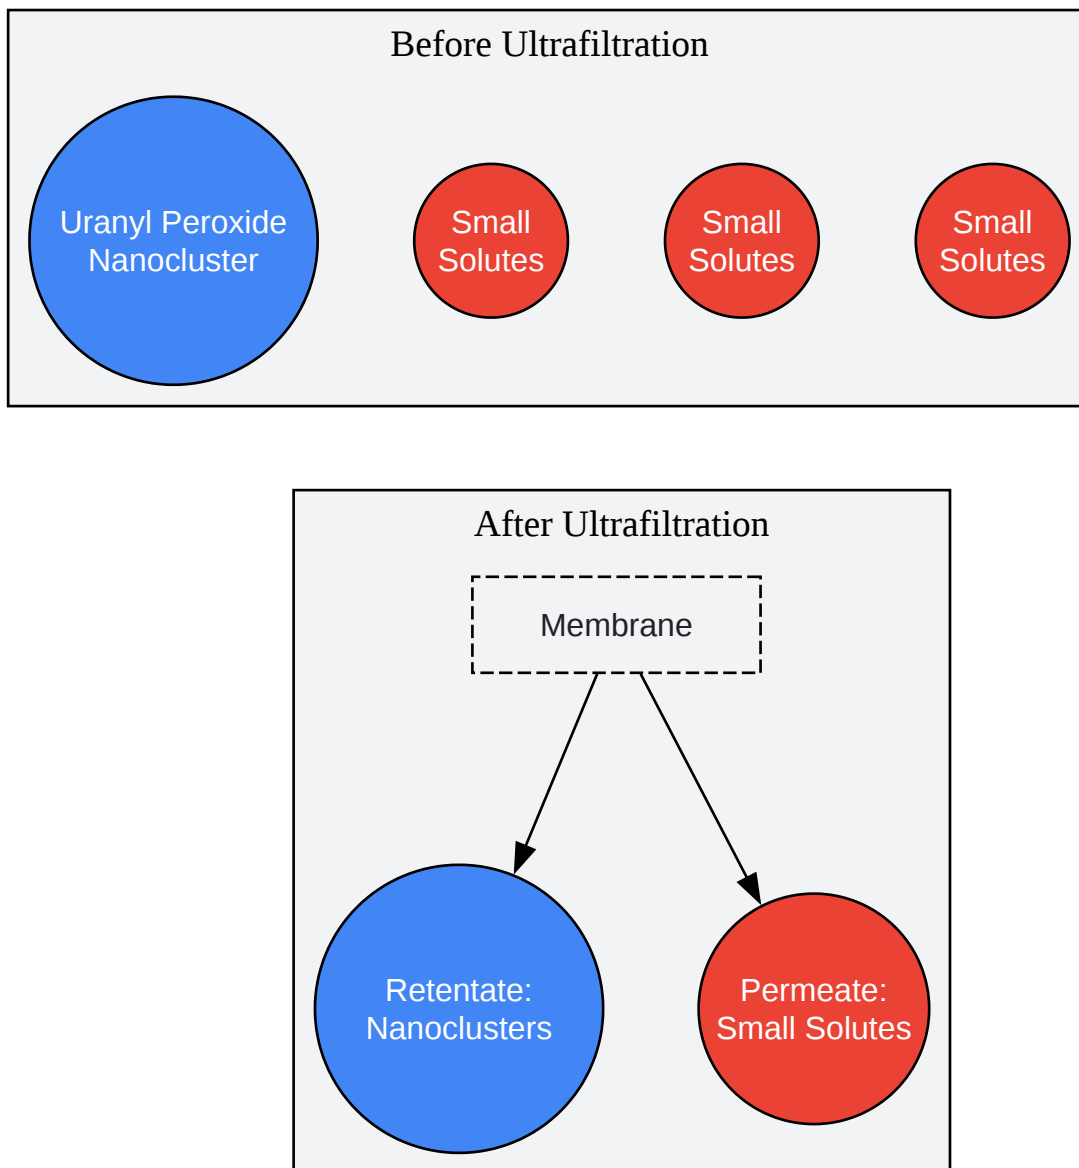 Before Ultrafiltration
Uranyl Peroxide
Nanocluster
Small
Solutes
Small
Solutes
Small
Solutes
After Ultrafiltration
Membrane
Retentate:
Nanoclusters
Permeate:
Small Solutes